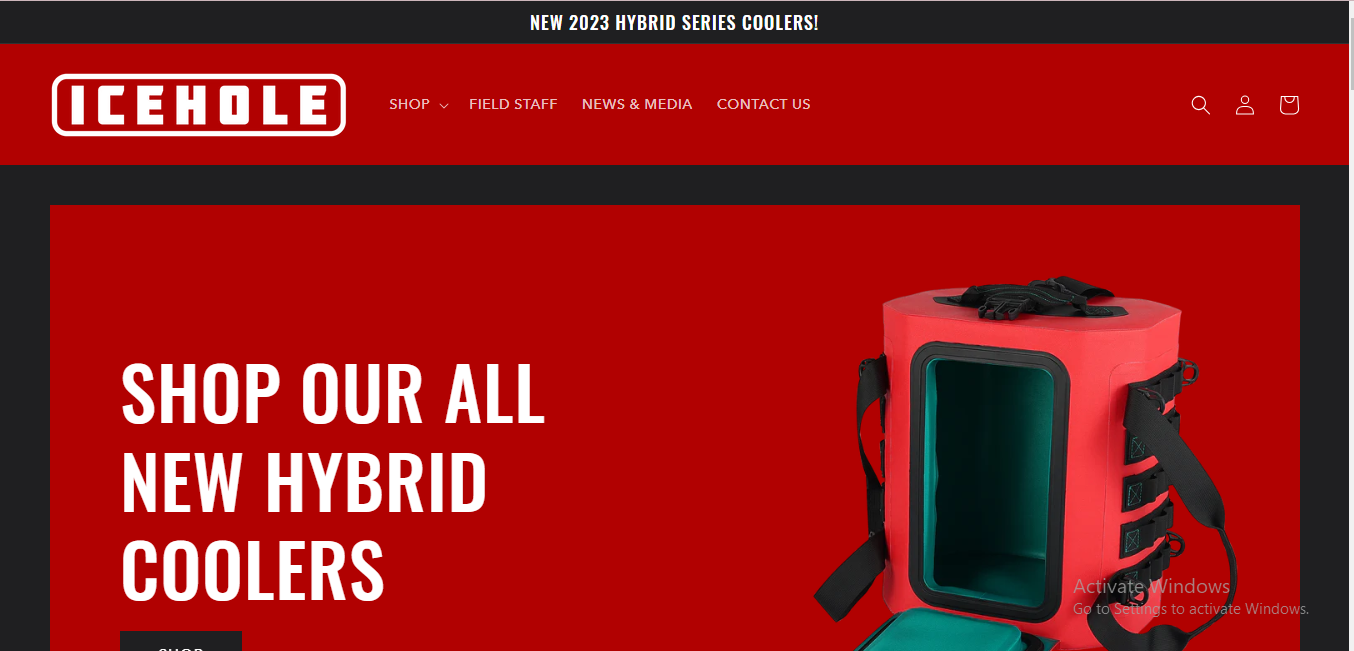 NEW 2023 HYBRID SERIES COOLERS!
ICEHOLE
SHOP FIELD STAFF NEWS & MEDIA CONTACT US
SHOP OUR ALL
NEW HYBRID
COOLERS
Activate Windows
Go to Settings to activate Windows.
SHOP